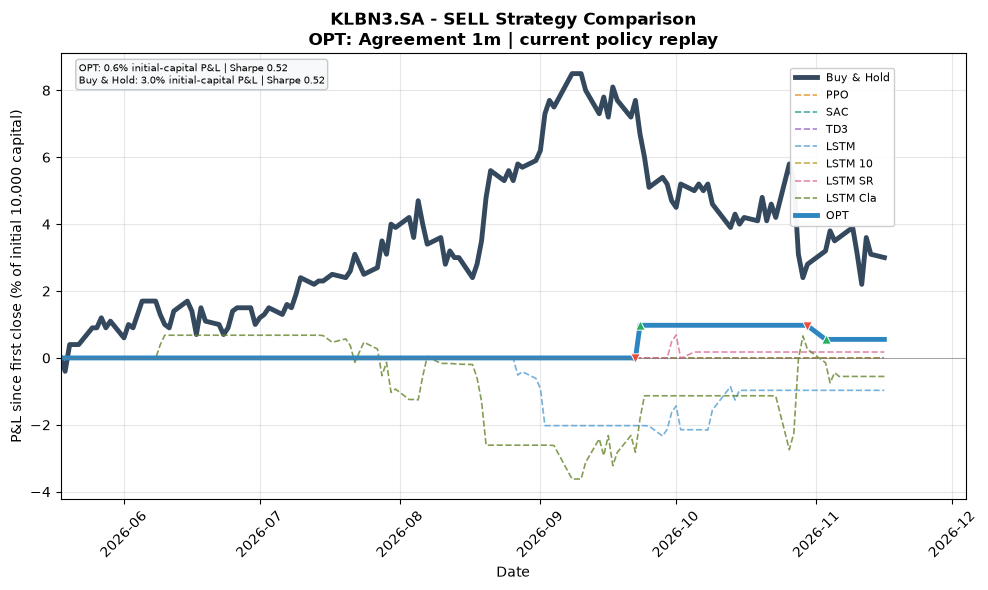 KLBN3.SA - SELL Strategy Comparison
OPT: Agreement 1m | current policy replay
OPT: 0.6% initial-capital P&L | Sharpe 0.52
Buy & Hold: 3.0% initial-capital P&L | Sharpe 0.52
Buy & Hold
PPO
SAC
TD3
LSTM
LSTM 10
LSTM SR
LSTM Cla
OPT
P&L since first close (% of initial 10,000 capital)
8
6
4
2
0
−2
−4
2026-06
2026-07
2026-08
2026-09
2026-10
2026-11
2026-12
Date